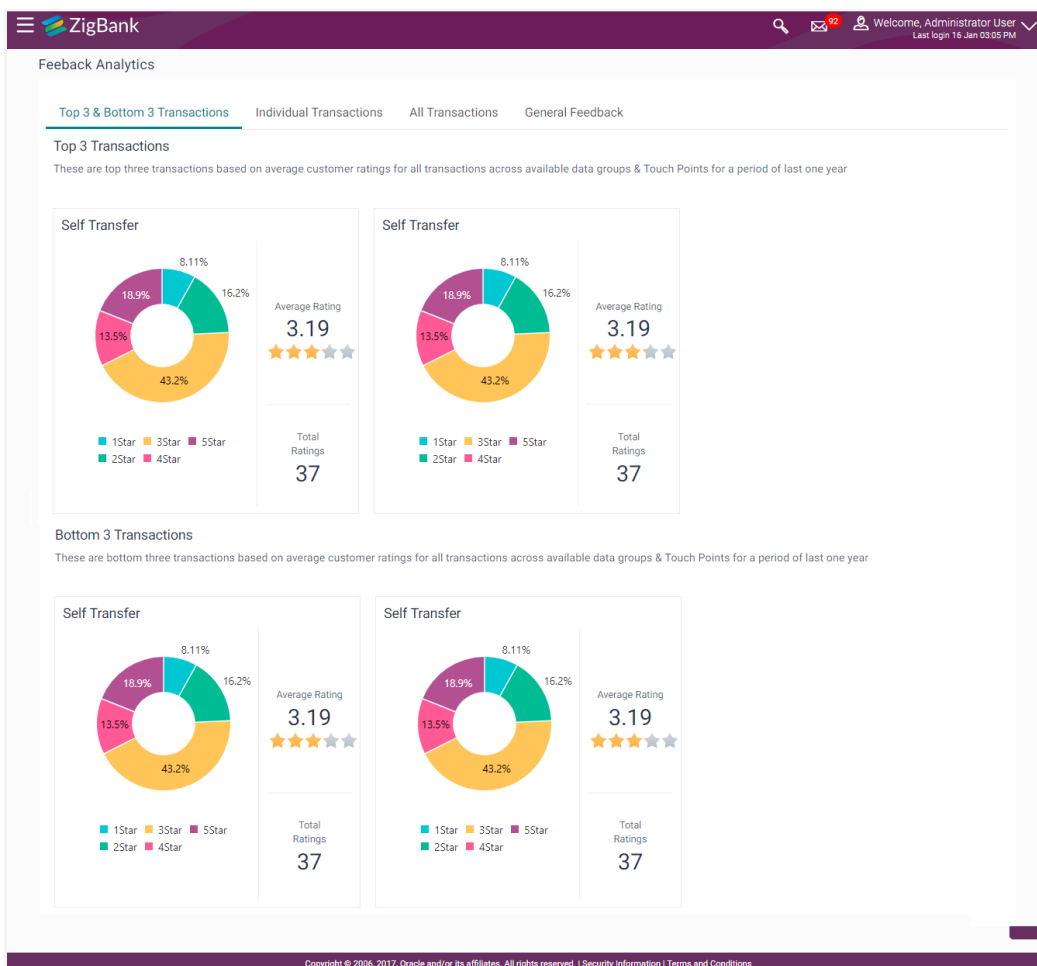 ZigBank
92
Welcome, Administrator User
Last login 16 Jan 03:05 PM
Feeback Analytics
Top 3 & Bottom 3 Transactions Individual Transactions All Transactions General Feedback
Top 3 Transactions
These are top three transactions based on average customer ratings for all transactions across available data groups & Touch Points for a period of last one year
Self Transfer
8.11%
18.9%
16.2%
13.5%
43.2%
1Star 3Star 5Star
2Star 4Star
Average Rating
3.19
Total
Ratings
37
Self Transfer
8.11%
18.9%
16.2%
13.5%
43.2%
1Star 3Star 5Star
2Star 4Star
Average Rating
3.19
Total
Ratings
37
Bottom 3 Transactions
These are bottom three transactions based on average customer ratings for all transactions across available data groups & Touch Points for a period of last one year
Self Transfer
8.11%
18.9%
16.2%
13.5%
43.2%
1Star 3Star 5Star
2Star 4Star
Average Rating
3.19
Total
Ratings
37
Self Transfer
8.11%
18.9%
16.2%
13.5%
43.2%
1Star 3Star 5Star
2Star 4Star
Average Rating
3.19
Total
Ratings
37
Copyright © 2006, 2017, Oracle and/or its affiliates. All rights reserved. | Security Information | Terms and Conditions